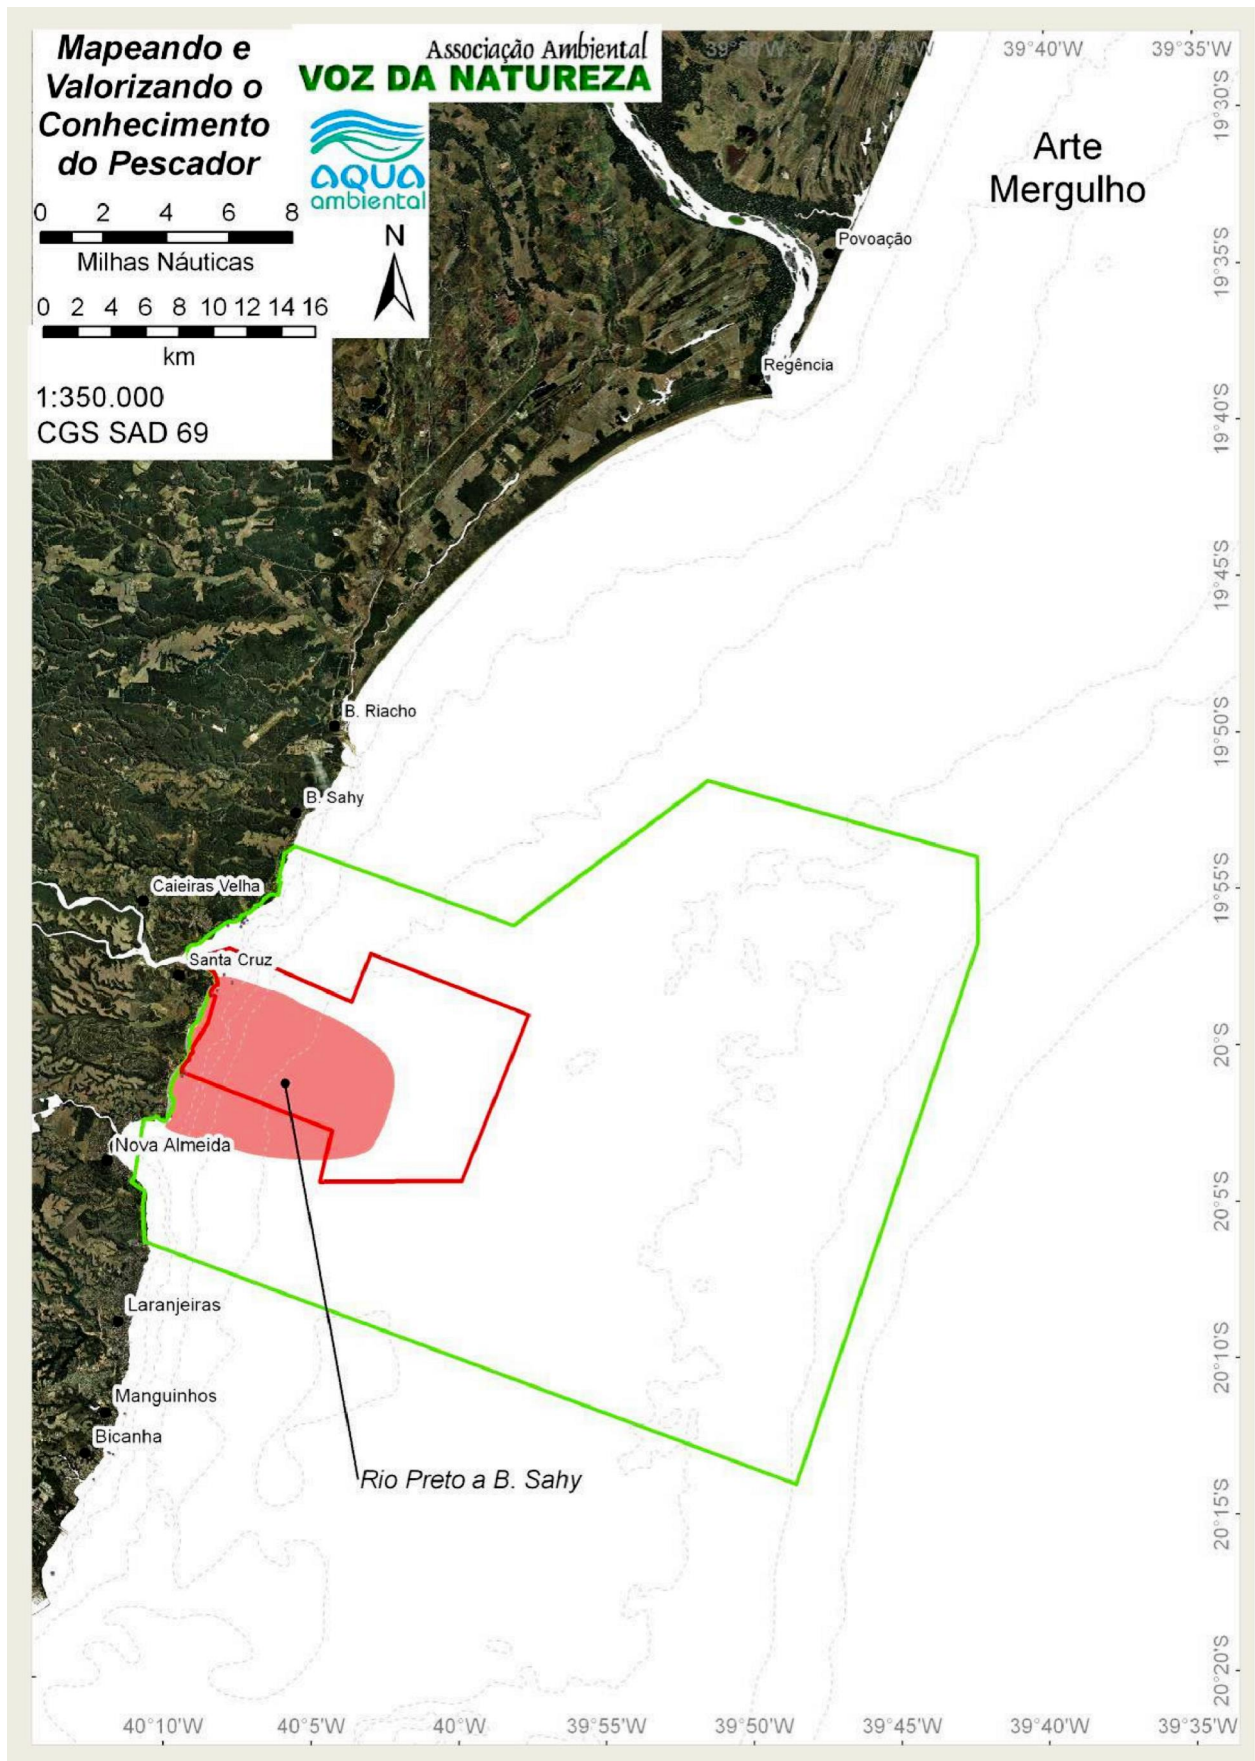 Mapeando e
Valorizando o
Conhecimento
do Pescador
Associação Ambiental
VOZ DA NATUREZA
AQUA
ambiental
0 2 4 6 8
Milhas Náuticas
0 2 4 6 8 10 12 14 16
km
1:350.000
CGS SAD 69
N
39°50'W 39°45'W 39°40'W 39°35'W
Arte
Mergulho
19°30'S
Povoação
19°35'S
Regência
19°40'S
19°45'S
B. Riacho
19°50'S
B. Sahy
Caieiras Velha
19°55'S
Santa Cruz
20°S
Nova Almeida
20°5'S
Laranjeiras
20°10'S
Manguinhos
Bicanha
Rio Preto a B. Sahy
20°15'S
20°20'S
40°10'W 40°5'W 40°W 39°55'W 39°50'W 39°45'W 39°40'W 39°35'W